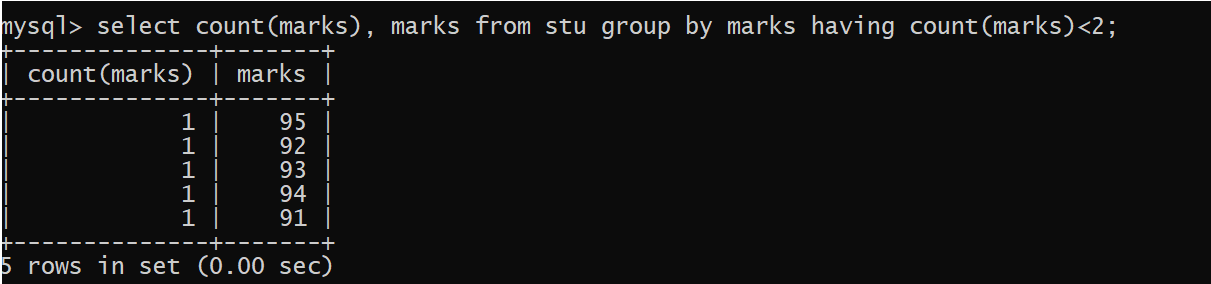 mysql> select count(marks), marks from stu group by marks having count(marks)<2;
+--------------+-------+
| count(marks) | marks |
+--------------+-------+
|            1 |    95 |
|            1 |    92 |
|            1 |    93 |
|            1 |    94 |
|            1 |    91 |
+--------------+-------+
5 rows in set (0.00 sec)